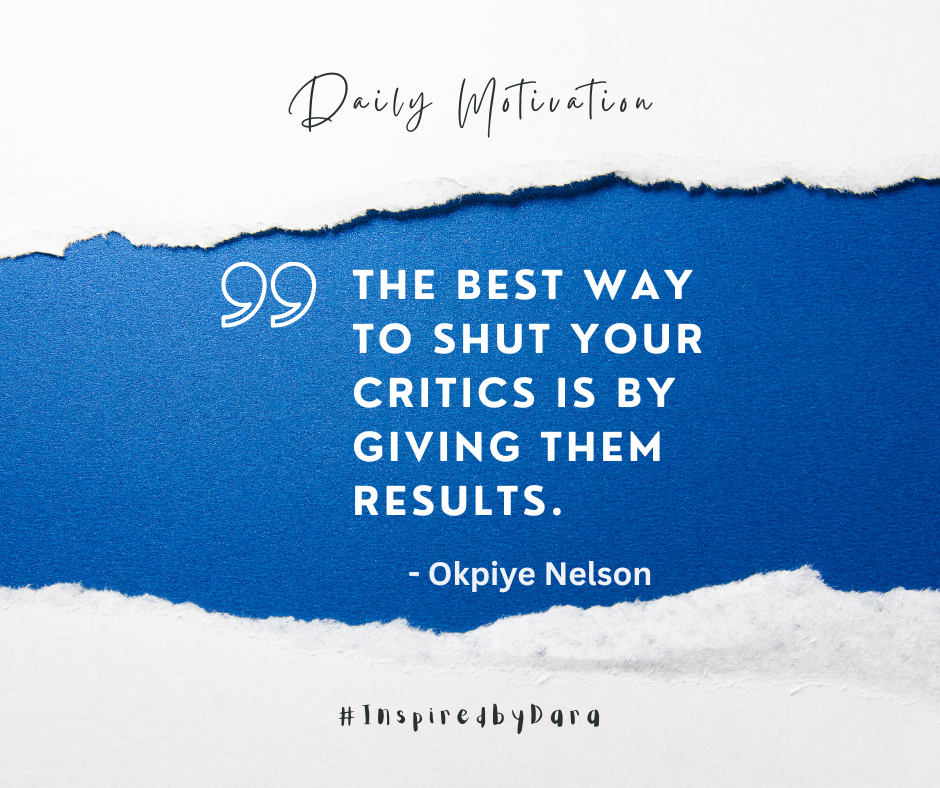 Daily Motivation
THE BEST WAY
TO SHUT YOUR
CRITICS IS BY
GIVING THEM
RESULTS.
- Okpiye Nelson
#InspiredbyDara